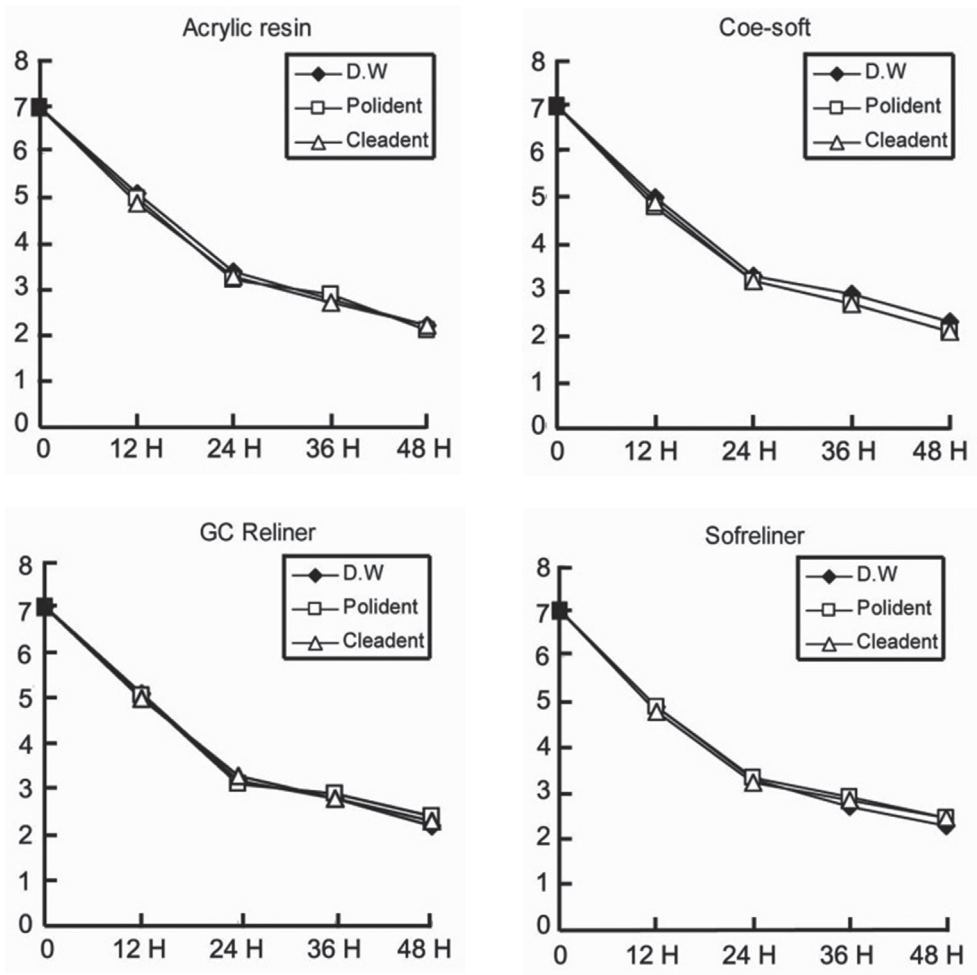 Acrylic resin
D.W
Polident
Cleadent
8
7
6
5
4
3
2
1
0
0 12 H 24 H 36 H 48 H
Coe-soft
D.W
Polident
Cleadent
8
7
6
5
4
3
2
1
0
0 12 H 24 H 36 H 48 H
GC Reliner
D.W
Polident
Cleadent
8
7
6
5
4
3
2
1
0
0 12 H 24 H 36 H 48 H
Sofreliner
D.W
Polident
Cleadent
8
7
6
5
4
3
2
1
0
0 12 H 24 H 36 H 48 H